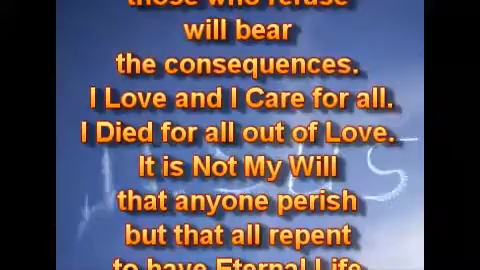 those who refuse
will bear
the consequences.
I Love and I Care for all.
I Died for all out of Love.
It is Not My Will
that anyone perish
but that all repent
to have Eternal Life
JESUS